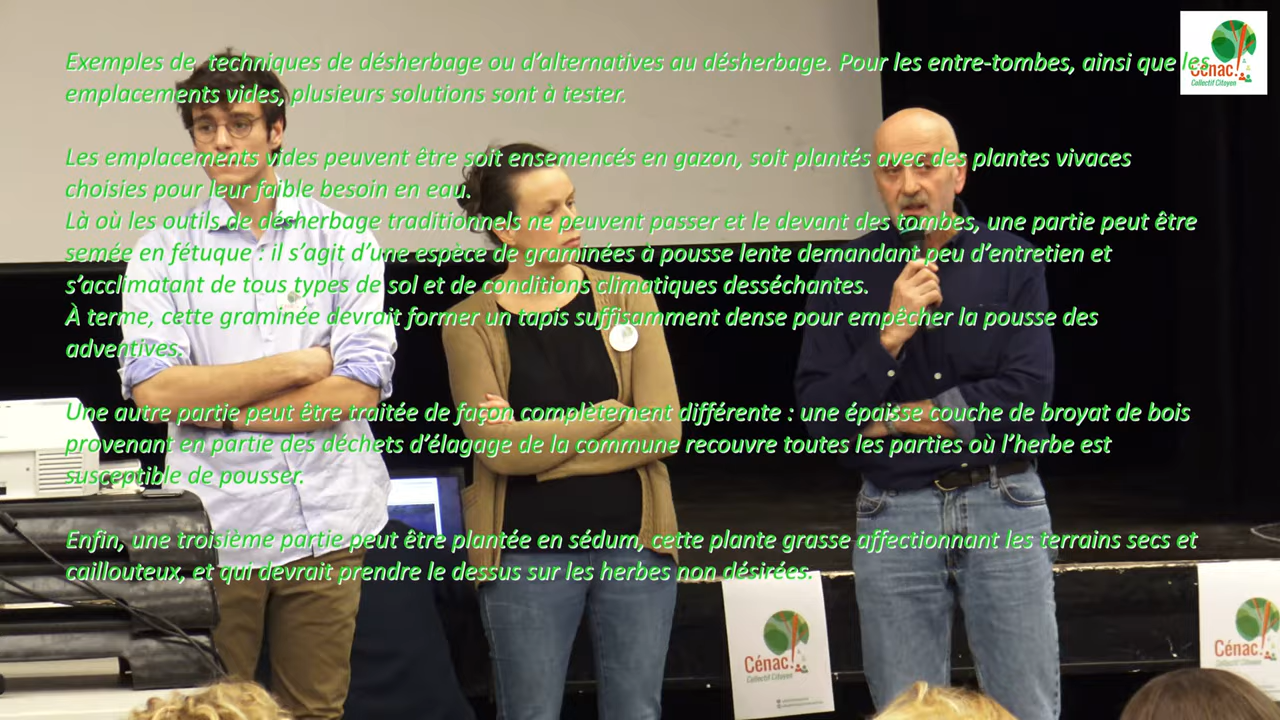 Exemples de techniques de désherbage ou d’alternatives au désherbage. Pour les entre-tombes, ainsi que les
emplacements vides, plusieurs solutions sont à tester.
Les emplacements vides peuvent être soit ensemencés en gazon, soit plantés avec des plantes vivaces
choisies pour leur faible besoin en eau.
Là où les outils de désherbage traditionnels ne peuvent passer et le devant des tombes, une partie peut être
semée en fétuque : il s’agit d’une espèce de graminées à pousse lente demandant peu d’entretien et
s’acclimatant de tous types de sol et de conditions climatiques desséchantes.
À terme, cette graminée devrait former un tapis suffisamment dense pour empêcher la pousse des
adventives.
Une autre partie peut être traitée de façon complètement différente : une épaisse couche de broyat de bois
provenant en partie des déchets d’élagage de la commune recouvre toutes les parties où l’herbe est
susceptible de pousser.
Enfin, une troisième partie peut être plantée en sédum, cette plante grasse affectionnant les terrains secs et
caillouteux, et qui devrait prendre le dessus sur les herbes non désirées.
Cénac!
Collectif Citoyen
Cénac!
Collectif Citoyen
Cénac!
Collectif Citoyen